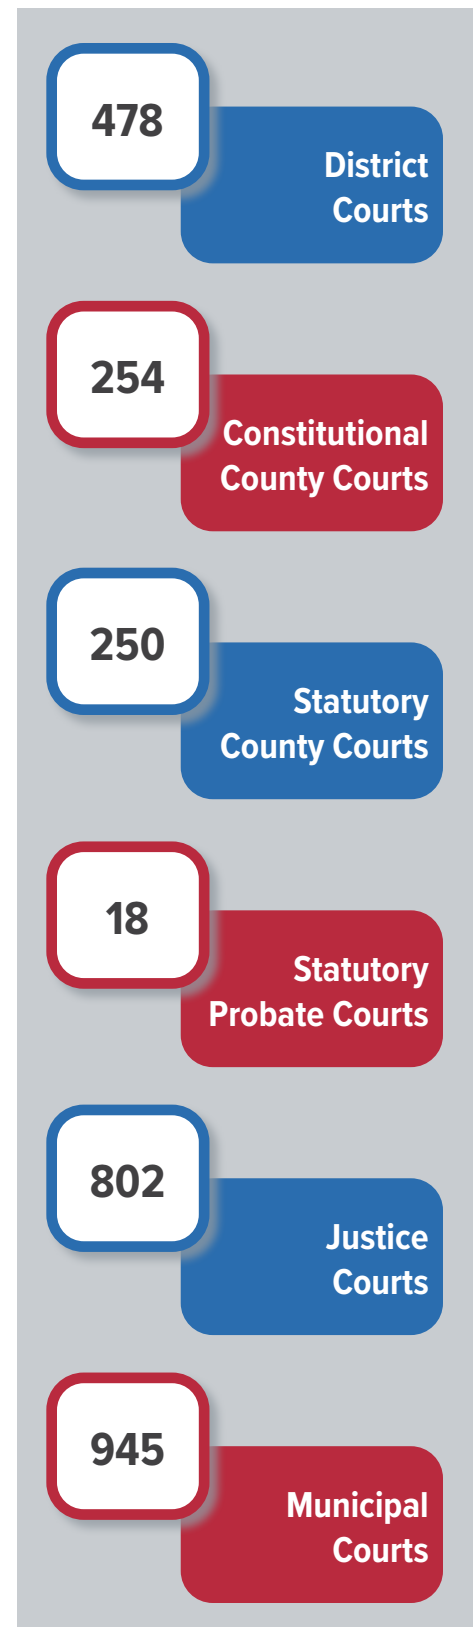 478
District
Courts
254
Constitutional
County Courts
250
Statutory
County Courts
18
Statutory
Probate Courts
802
Justice
Courts
945
Municipal
Courts